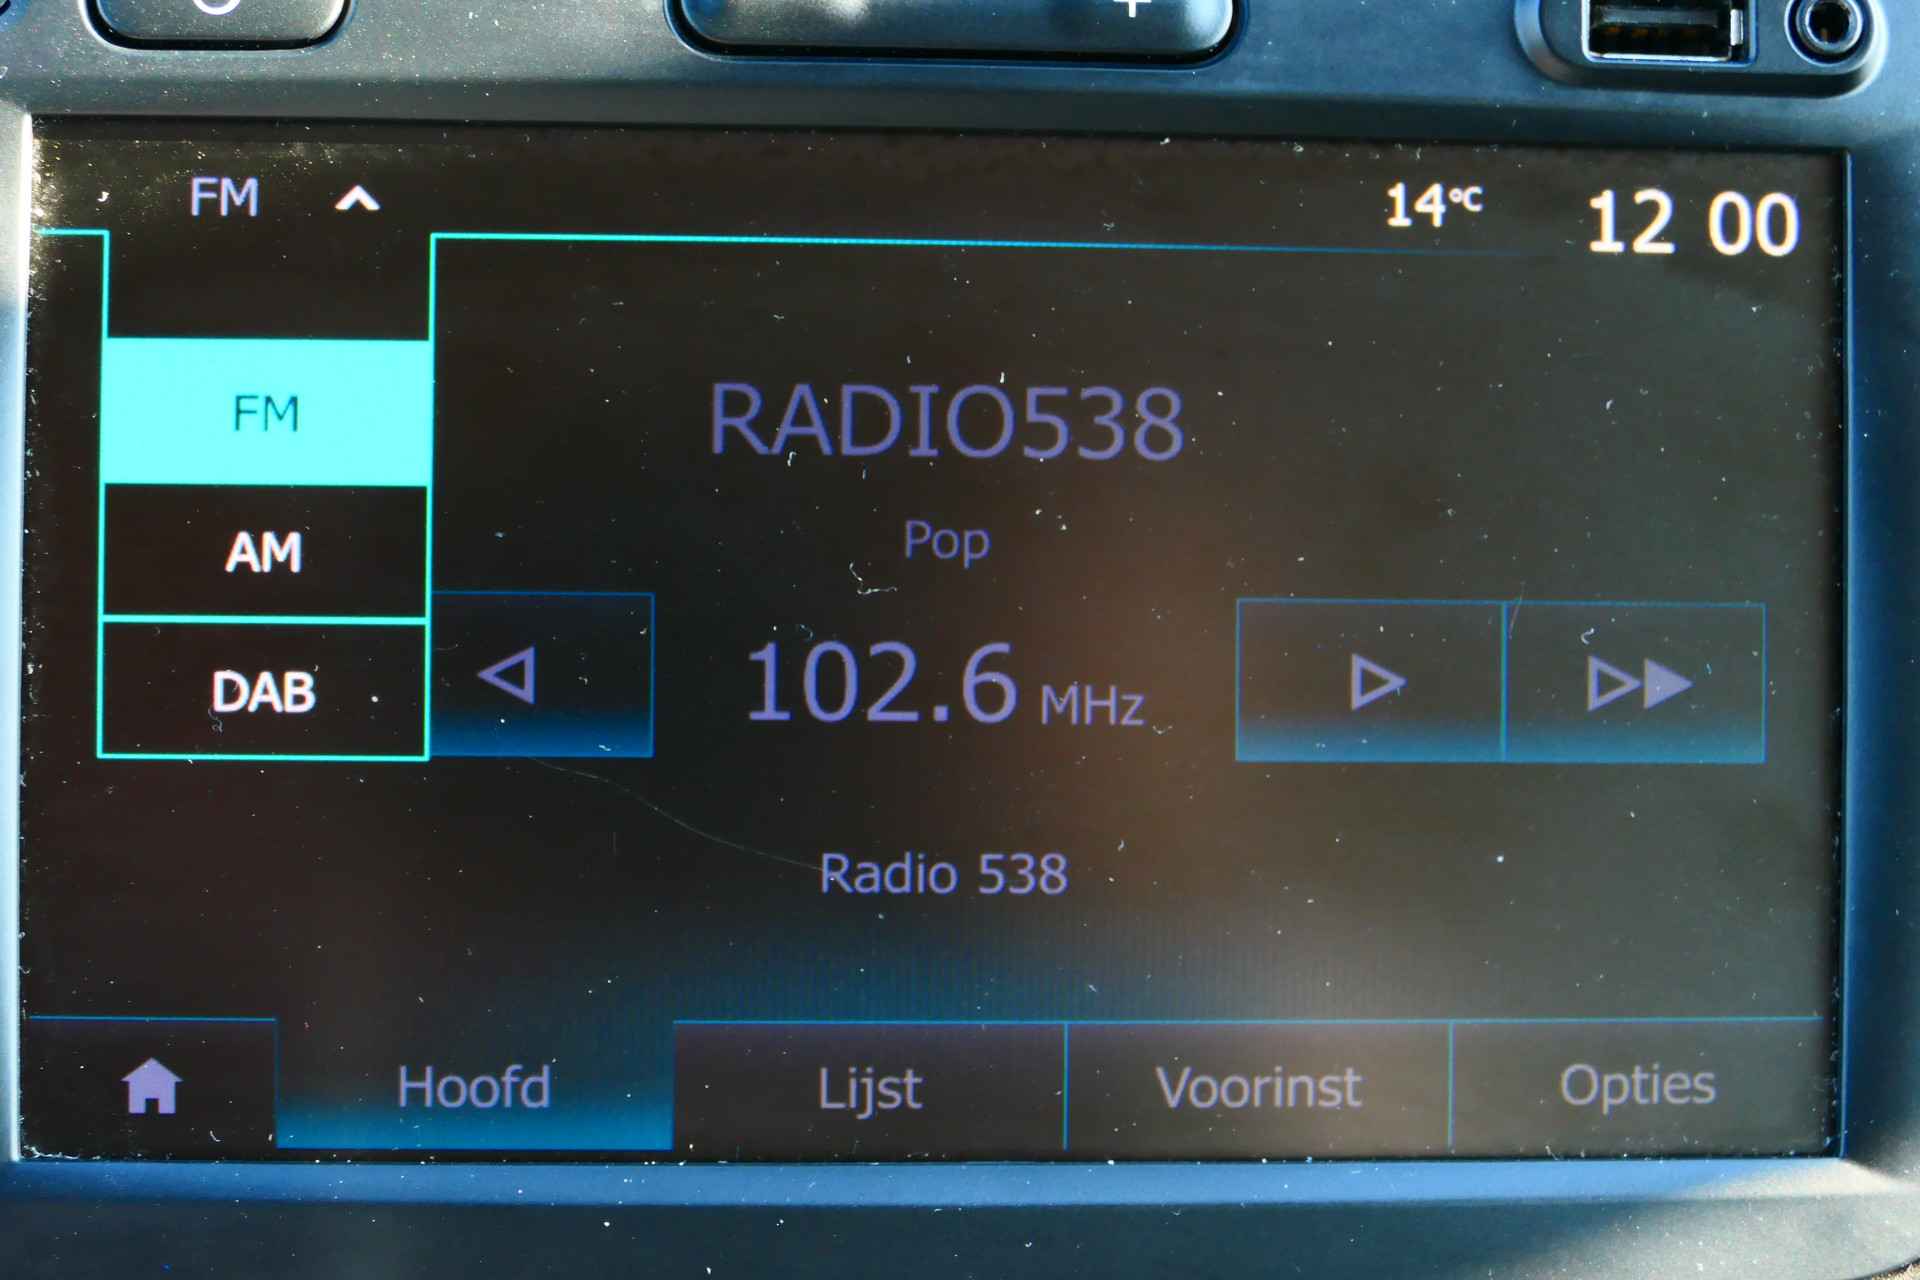 FM
14°C
12 00
FM
AM
DAB
RADIO538
Pop
102.6 MHz
Radio 538
Hoofd
Lijst
Voorinst
Opties